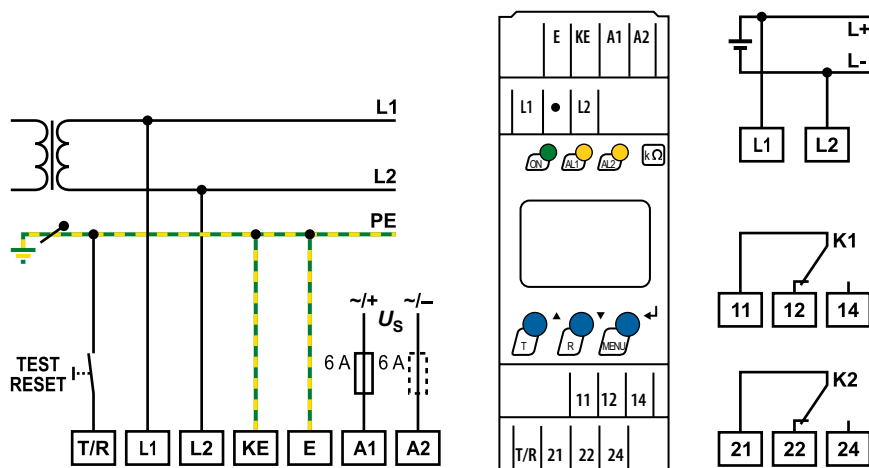 L1
L2
PE
~/+
~/–
US
6 A
6 A
TEST
RESET
T/R
L1
L2
KE
E
A1
A2
E
KE
A1
A2
L1
L2
ON
AL1
AL2
kΩ
T
R
MENU
11
12
14
T/R
21
22
24
L+
L-
L1
L2
K1
11
12
14
K2
21
22
24